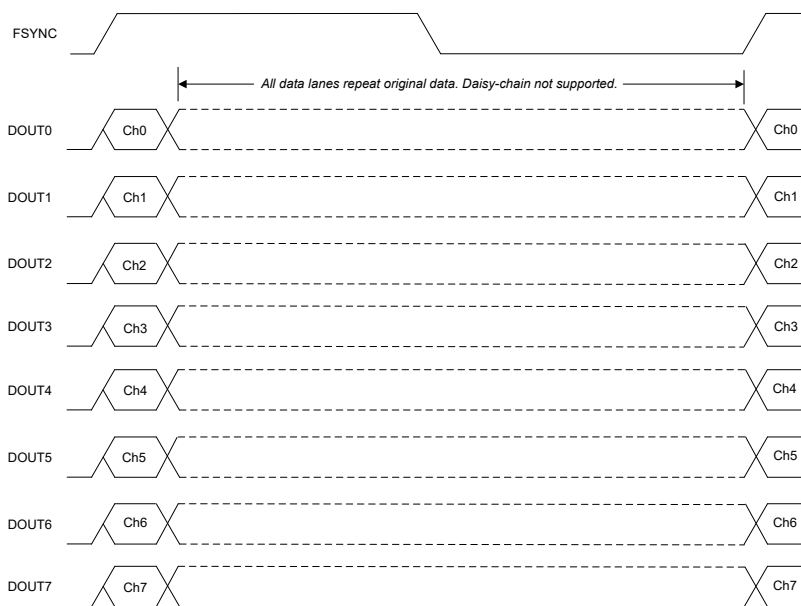 FSYNC
All data lanes repeat original data. Daisy-chain not supported.
DOUT0 Ch0 Ch0
DOUT1 Ch1 Ch1
DOUT2 Ch2 Ch2
DOUT3 Ch3 Ch3
DOUT4 Ch4 Ch4
DOUT5 Ch5 Ch5
DOUT6 Ch6 Ch6
DOUT7 Ch7 Ch7